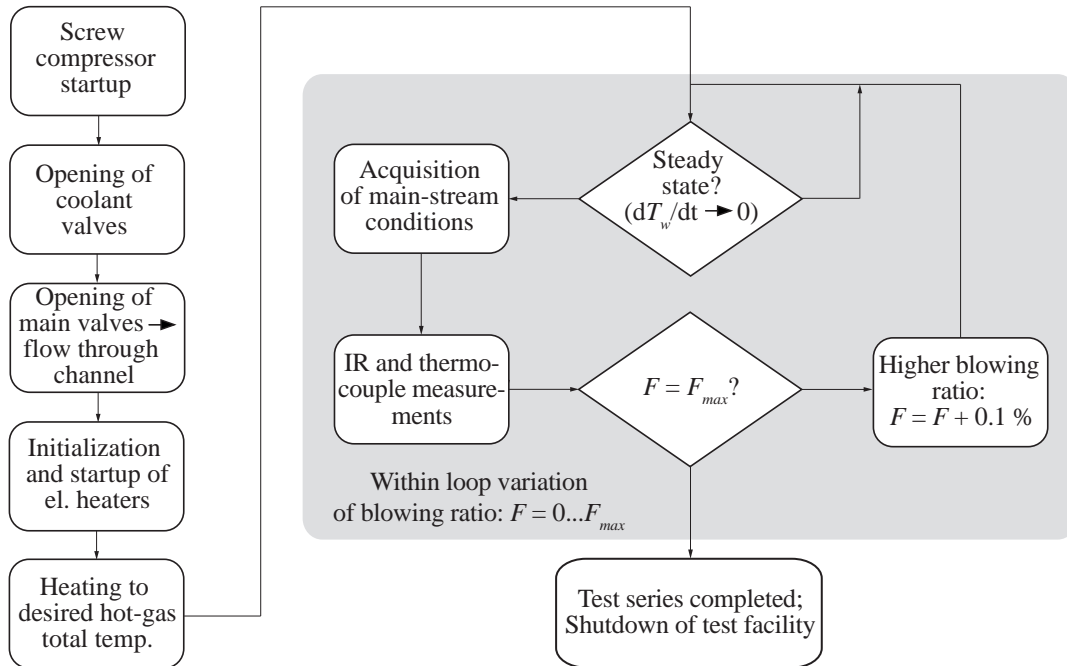 Screw
compressor
startup
Opening of
coolant
valves
Opening of
main valves →
flow through
channel
Initialization
and startup of
el. heaters
Heating to
desired hot-gas
total temp.
Steady
state?
(dT_w/dt → 0)
Acquisition
of main-stream
conditions
IR and thermo-
couple measure-
ments
F = F_max?
Higher blowing
ratio:
F = F + 0.1 %
Within loop variation
of blowing ratio: F = 0...F_max
Test series completed;
Shutdown of test facility